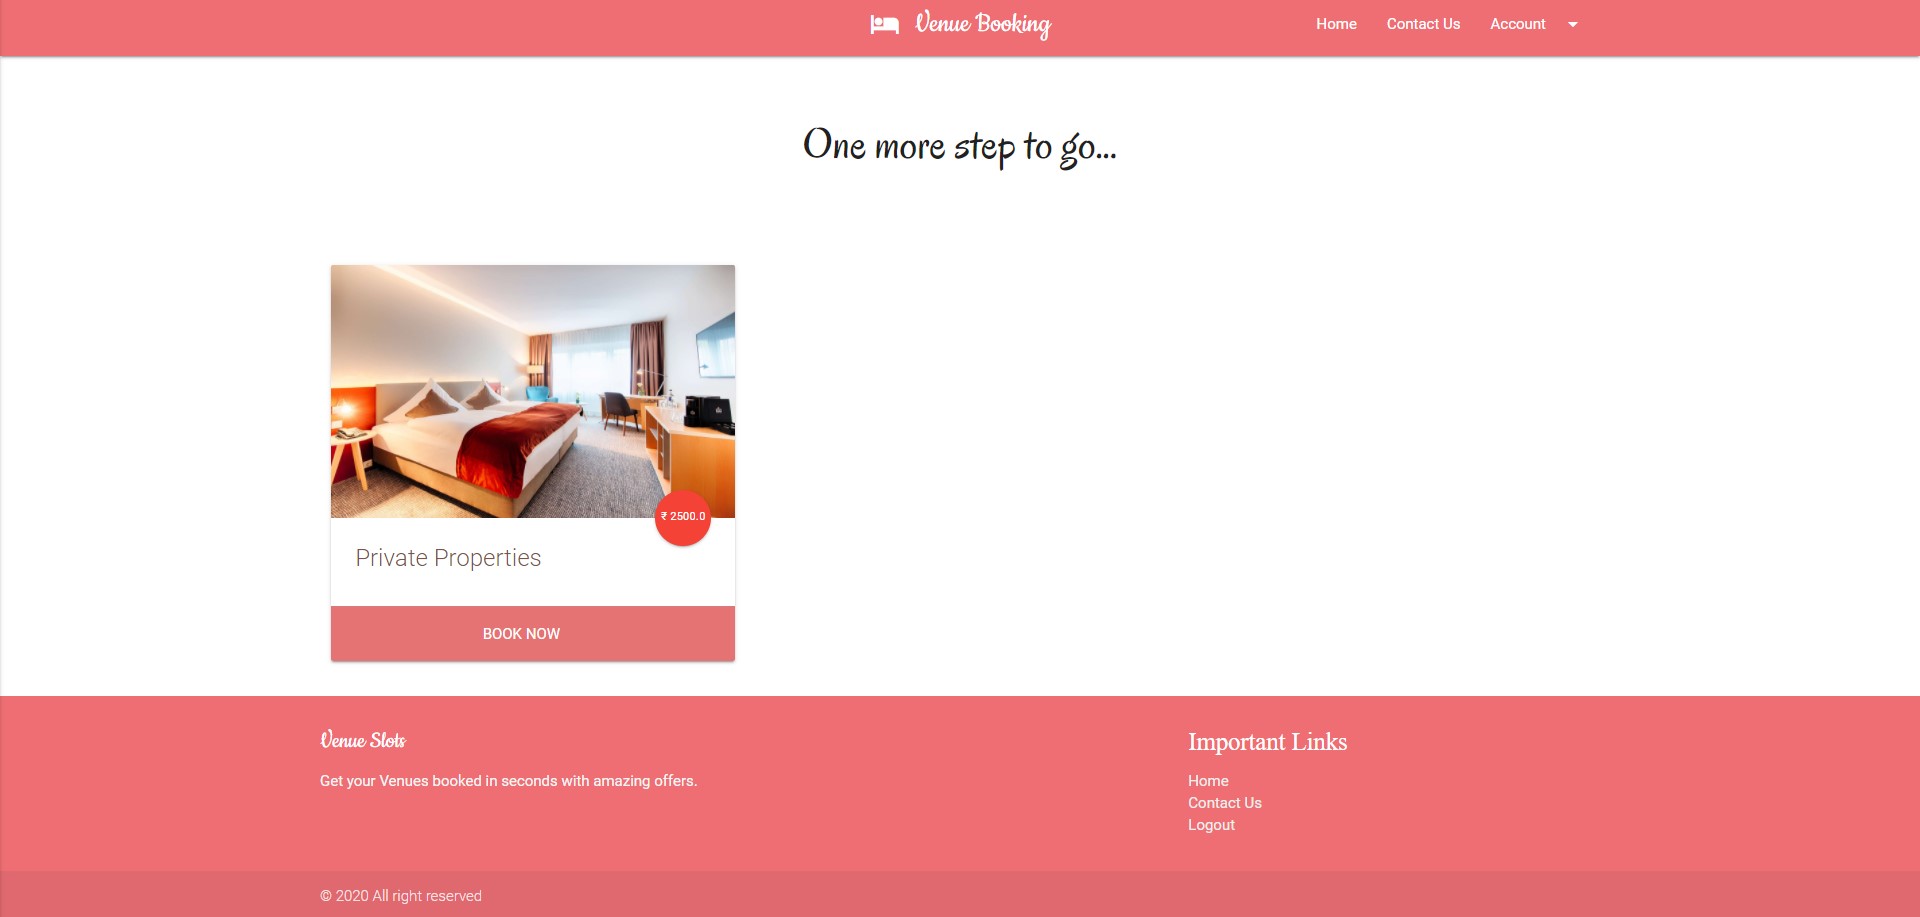 Venue Booking
Home Contact Us Account
One more step to go...
₹ 2500.0
Private Properties
BOOK NOW
Venue Slots
Get your Venues booked in seconds with amazing offers.
Important Links
Home
Contact Us
Logout
© 2020 All right reserved